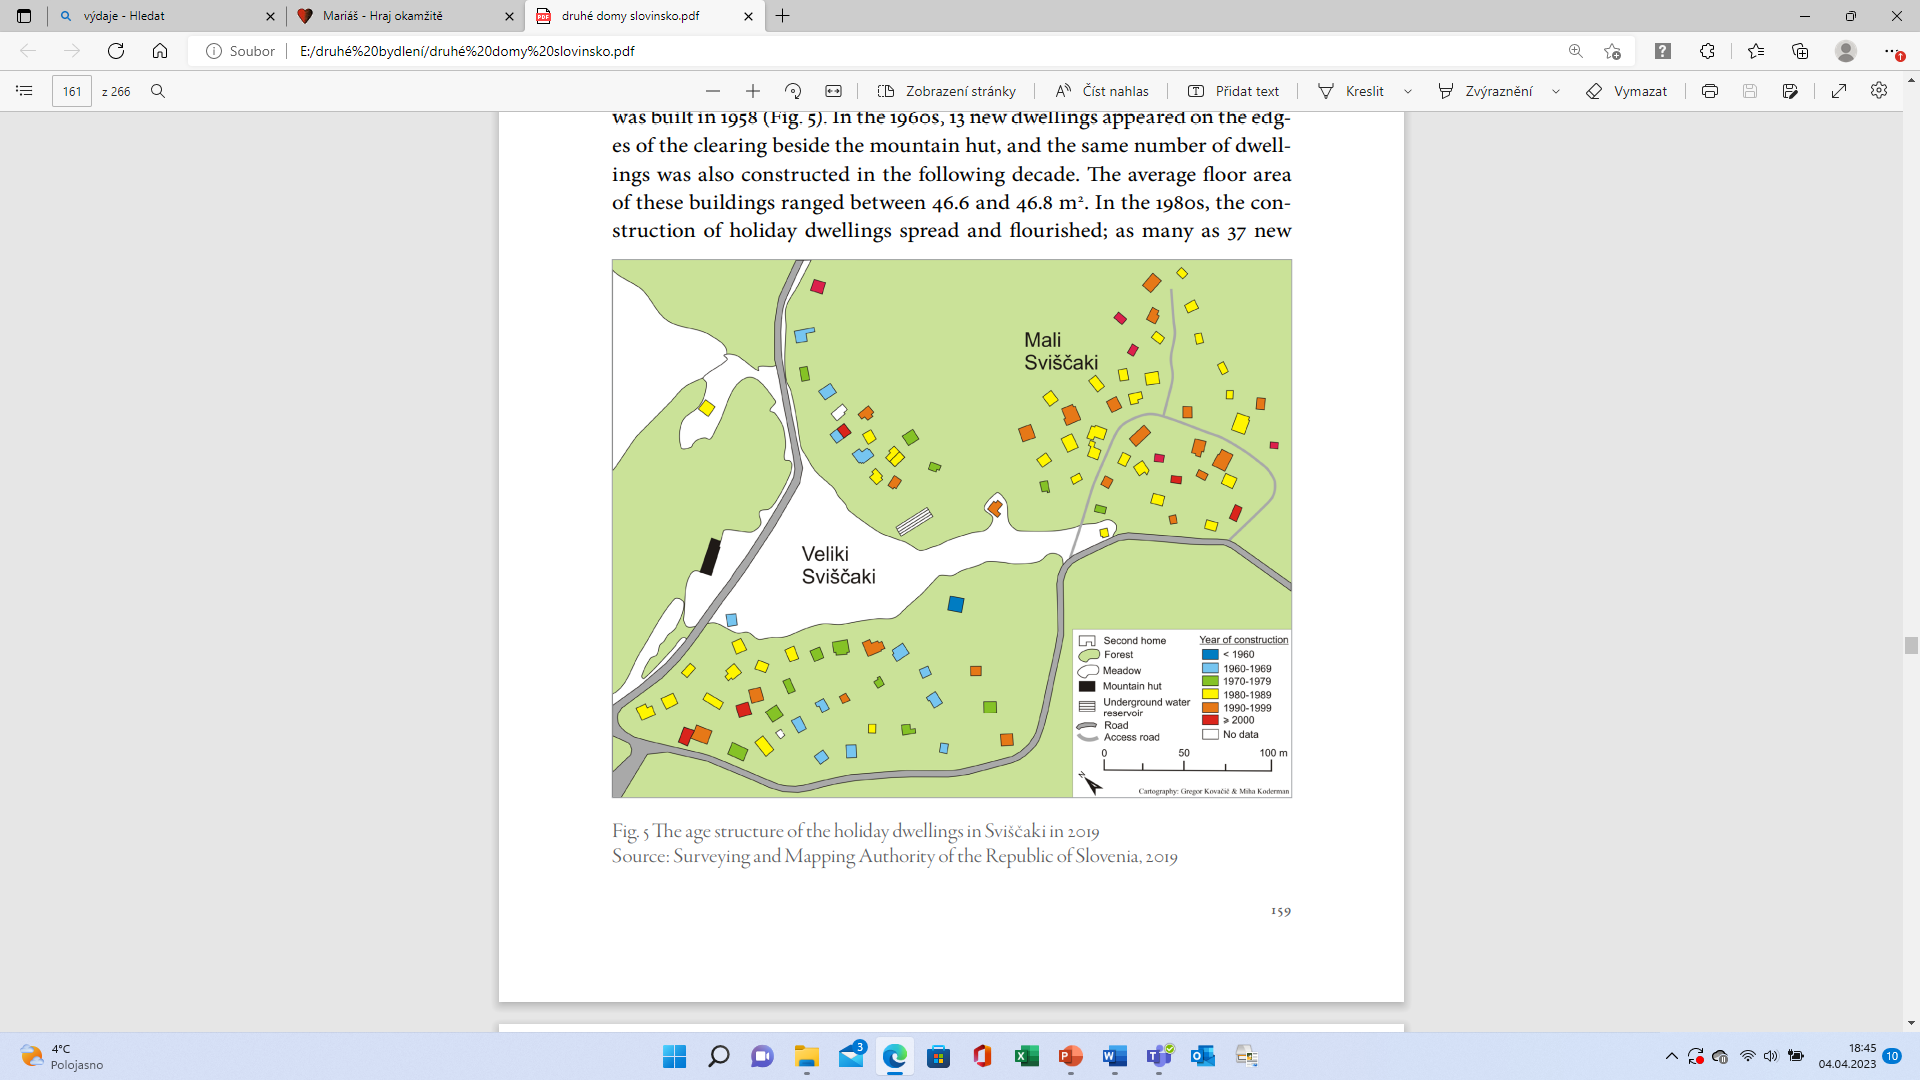 výdaje - Hledat
Mariáš - Hraj okamžitě
druhé domy slovinsko.pdf
Soubor
E:/druhé%20bydlení/druhé%20domy%20slovinsko.pdf
161
z 266
Zobrazení stránky
Číst nahlas
Přidat text
Kreslit
Zvýraznění
Vymazat
was built in 1958 (Fig. 5). In the 1960s, 13 new dwellings appeared on the edg-
es of the clearing beside the mountain hut, and the same number of dwell-
ings was also constructed in the following decade. The average floor area
of these buildings ranged between 46.6 and 46.8 m². In the 1980s, the con-
struction of holiday dwellings spread and flourished; as many as 37 new
Mali
Sviščaki
Veliki
Sviščaki
Second home
Forest
Meadow
Mountain hut
Underground water
reservoir
Road
Access road
Year of construction
< 1960
1960-1969
1970-1979
1980-1989
1990-1999
⩾ 2000
No data
0 50 100 m
N
Cartography: Gregor Kovačič & Miha Koderman
Fig. 5 The age structure of the holiday dwellings in Sviščaki in 2019
Source: Surveying and Mapping Authority of the Republic of Slovenia, 2019
159
4°C
Polojasno
3
18:45
04.04.2023
10